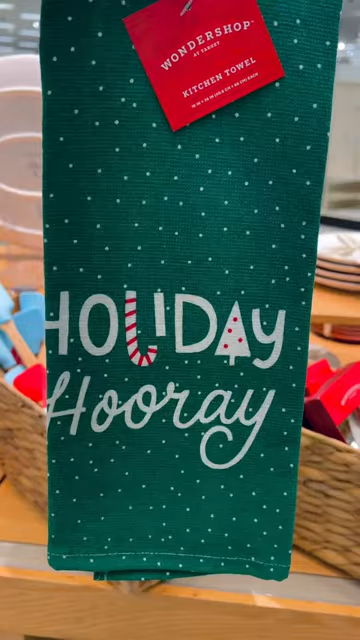 WONDERSHOP
AT TARGET
KITCHEN TOWEL
HOLIDAY
Hooray